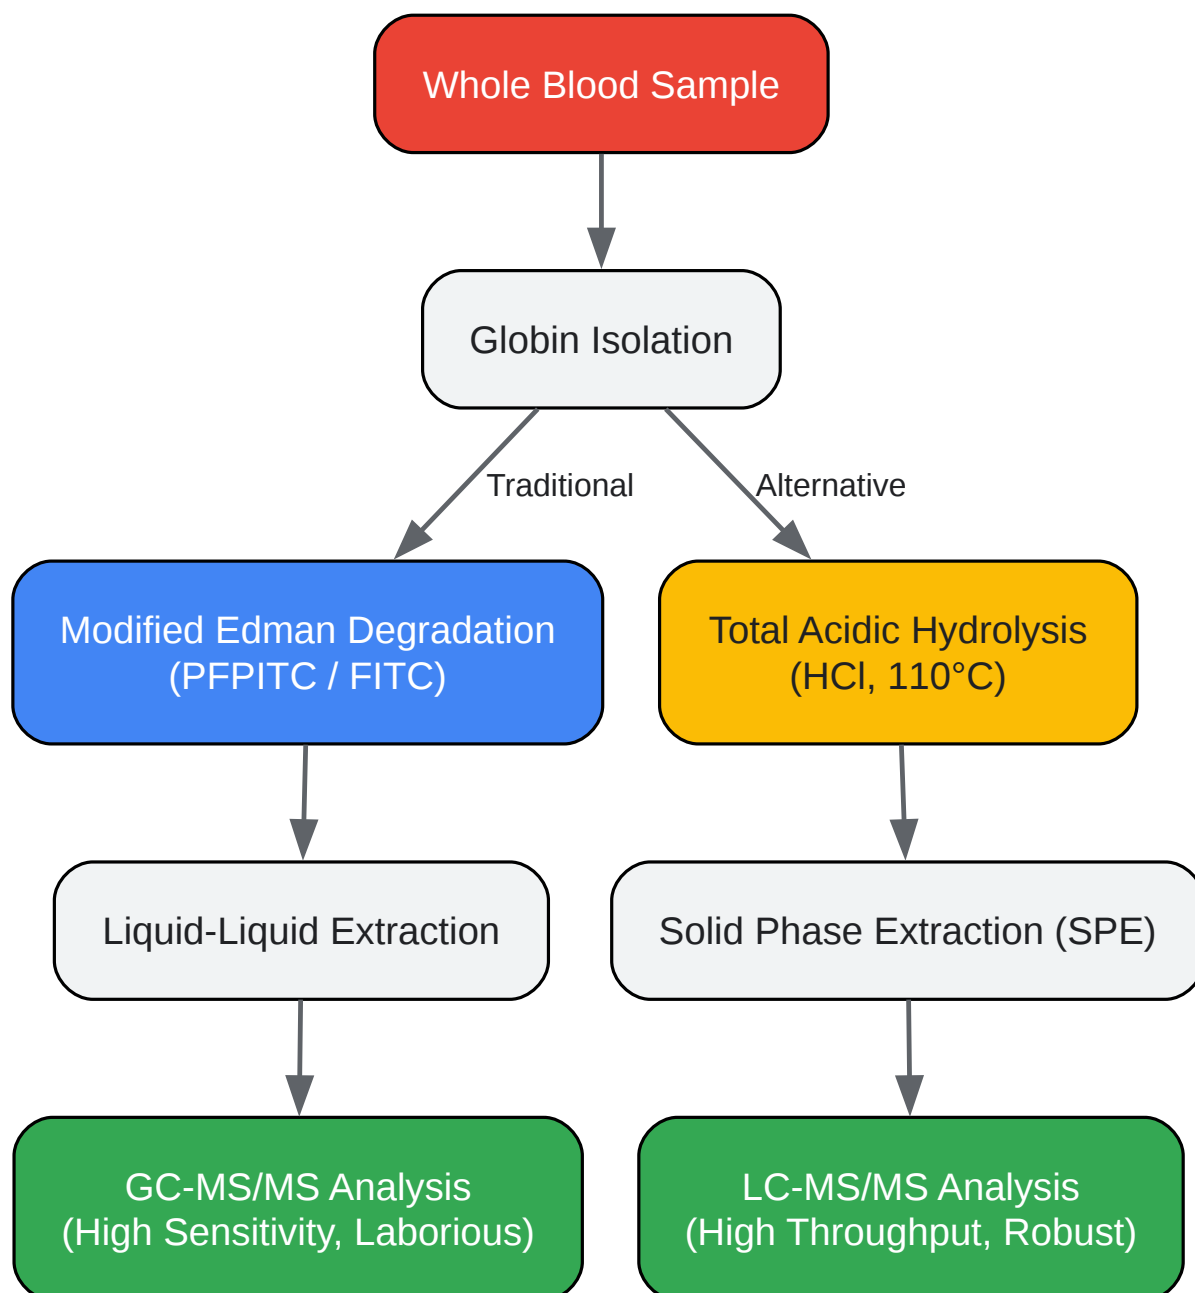 Whole Blood Sample
Globin Isolation
Traditional
Alternative
Modified Edman Degradation
(PFPITC / FITC)
Total Acidic Hydrolysis
(HCl, 110°C)
Liquid-Liquid Extraction
Solid Phase Extraction (SPE)
GC-MS/MS Analysis
(High Sensitivity, Laborious)
LC-MS/MS Analysis
(High Throughput, Robust)